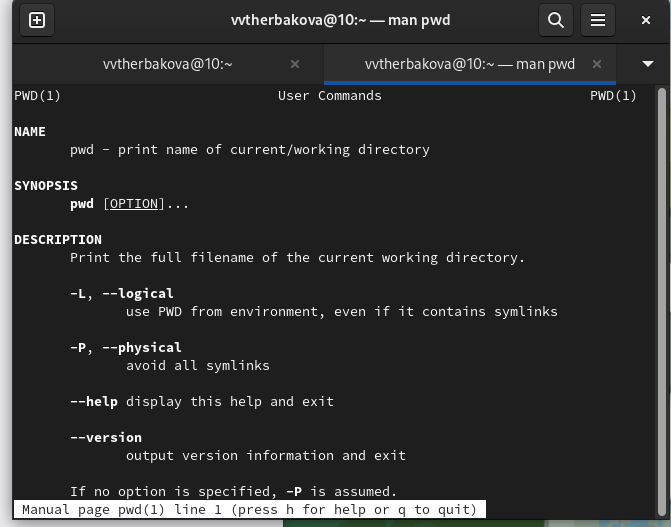 vvtherbakova@10:~ — man pwd
vvtherbakova@10:~
vvtherbakova@10:~ — man pwd
PWD(1) User Commands PWD(1)
NAME
pwd - print name of current/working directory
SYNOPSIS
pwd [OPTION]...
DESCRIPTION
Print the full filename of the current working directory.
-L, --logical
use PWD from environment, even if it contains symlinks
-P, --physical
avoid all symlinks
--help display this help and exit
--version
output version information and exit
If no option is specified, -P is assumed.
Manual page pwd(1) line 1 (press h for help or q to quit)